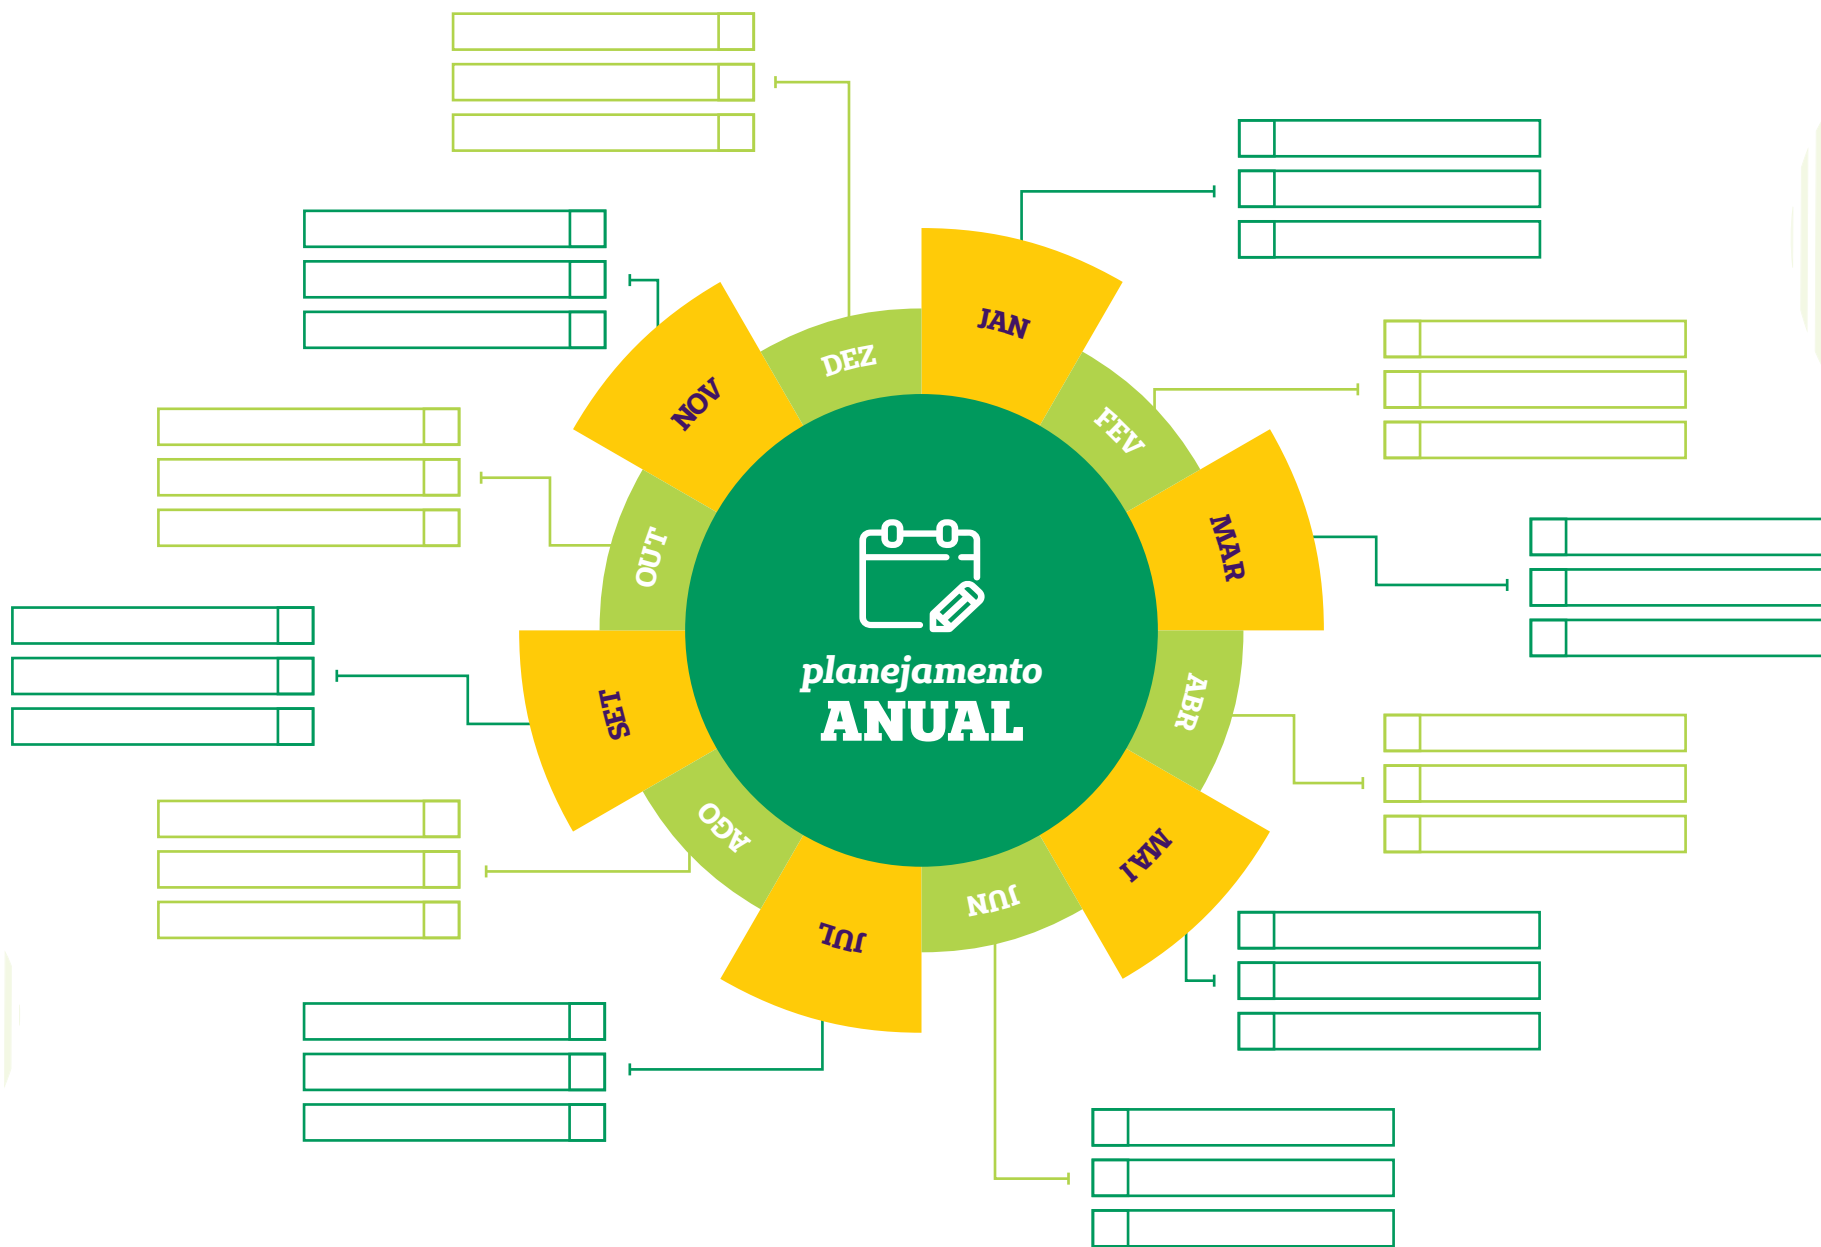 planejamento
ANUAL
JAN
FEV
MAR
ABR
MAI
JUN
JUL
AGO
SET
OUT
NOV
DEZ